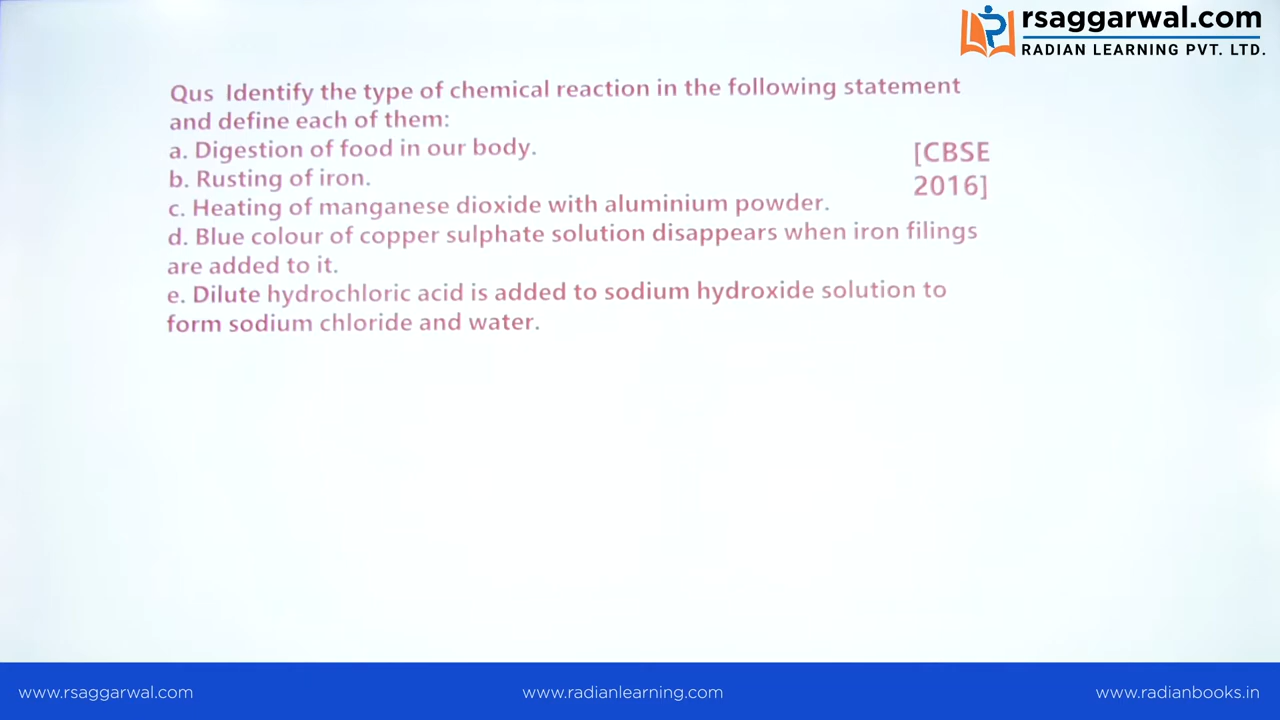 rsaggarwal.com
RADIAN LEARNING PVT. LTD.
Qus Identify the type of chemical reaction in the following statement
and define each of them:
a. Digestion of food in our body.
[CBSE
2016]
b. Rusting of iron.
c. Heating of manganese dioxide with aluminium powder.
d. Blue colour of copper sulphate solution disappears when iron filings
are added to it.
e. Dilute hydrochloric acid is added to sodium hydroxide solution to
form sodium chloride and water.
www.rsaggarwal.com
www.radianlearning.com
www.radianbooks.in